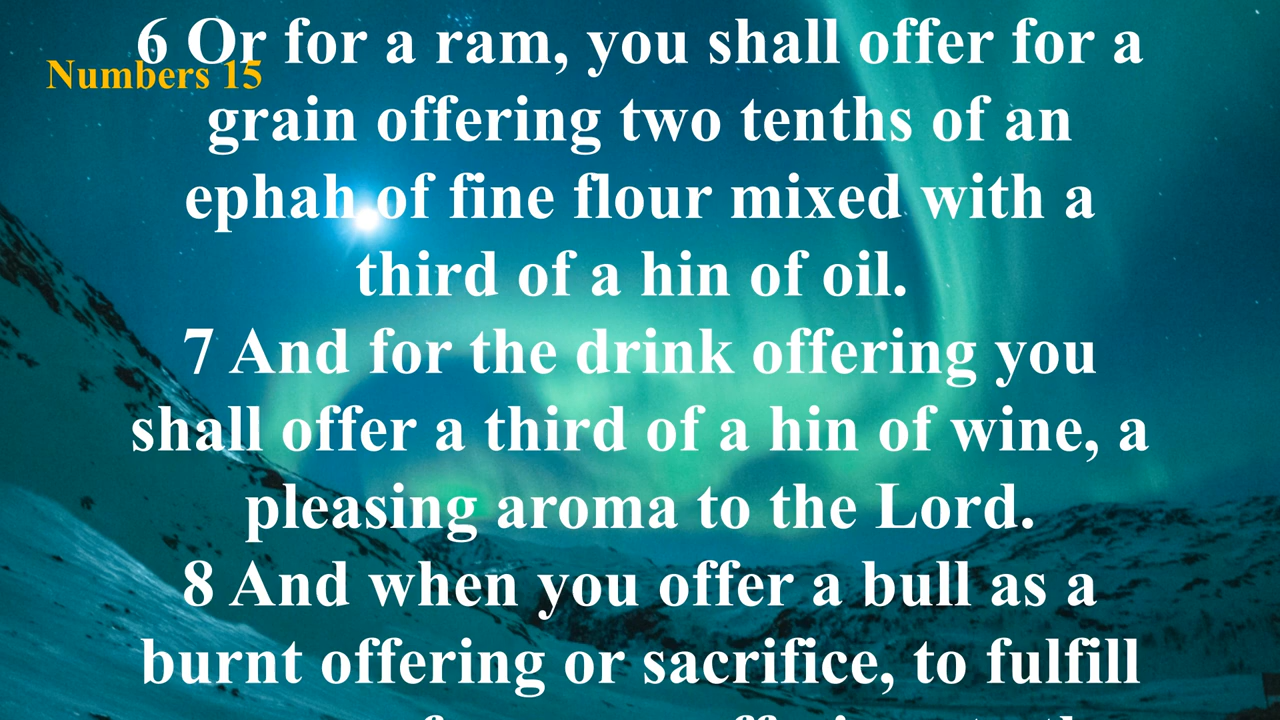 6 Or for a ram, you shall offer for a
Numbers 15
grain offering two tenths of an
ephah of fine flour mixed with a
third of a hin of oil.
7 And for the drink offering you
shall offer a third of a hin of wine, a
pleasing aroma to the Lord.
8 And when you offer a bull as a
burnt offering or sacrifice, to fulfill